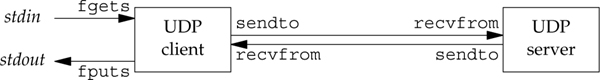 stdin
fgets
UDP
client
sendto
recvfrom
UDP
server
stdout
fputs
recvfrom
sendto